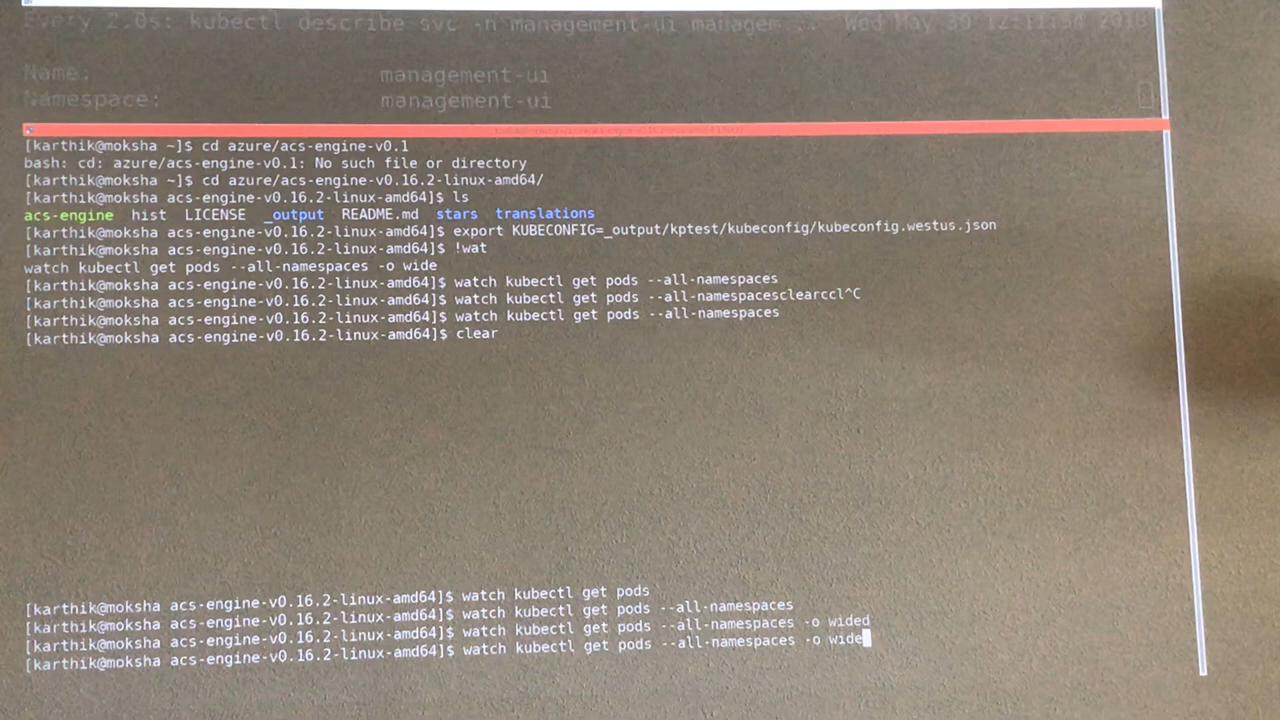 Every 2.0s: kubectl describe svc -n management-ui managem... Wed May 30 12:11:54 2018
Name: management-ui
Namespace: management-ui
[karthik@moksha ~]$ cd azure/acs-engine-v0.1
bash: cd: azure/acs-engine-v0.1: No such file or directory
[karthik@moksha ~]$ cd azure/acs-engine-v0.16.2-linux-amd64/
[karthik@moksha acs-engine-v0.16.2-linux-amd64]$ ls
acs-engine hist LICENSE _output README.md stars translations
[karthik@moksha acs-engine-v0.16.2-linux-amd64]$ export KUBECONFIG=_output/kptest/kubeconfig/kubeconfig.westus.json
[karthik@moksha acs-engine-v0.16.2-linux-amd64]$ !wat
watch kubectl get pods --all-namespaces -o wide
[karthik@moksha acs-engine-v0.16.2-linux-amd64]$ watch kubectl get pods --all-namespaces
[karthik@moksha acs-engine-v0.16.2-linux-amd64]$ watch kubectl get pods --all-namespacesclearccl^C
[karthik@moksha acs-engine-v0.16.2-linux-amd64]$ watch kubectl get pods --all-namespaces
[karthik@moksha acs-engine-v0.16.2-linux-amd64]$ clear
[karthik@moksha acs-engine-v0.16.2-linux-amd64]$ watch kubectl get pods
[karthik@moksha acs-engine-v0.16.2-linux-amd64]$ watch kubectl get pods --all-namespaces
[karthik@moksha acs-engine-v0.16.2-linux-amd64]$ watch kubectl get pods --all-namespaces -o wided
[karthik@moksha acs-engine-v0.16.2-linux-amd64]$ watch kubectl get pods --all-namespaces -o wide